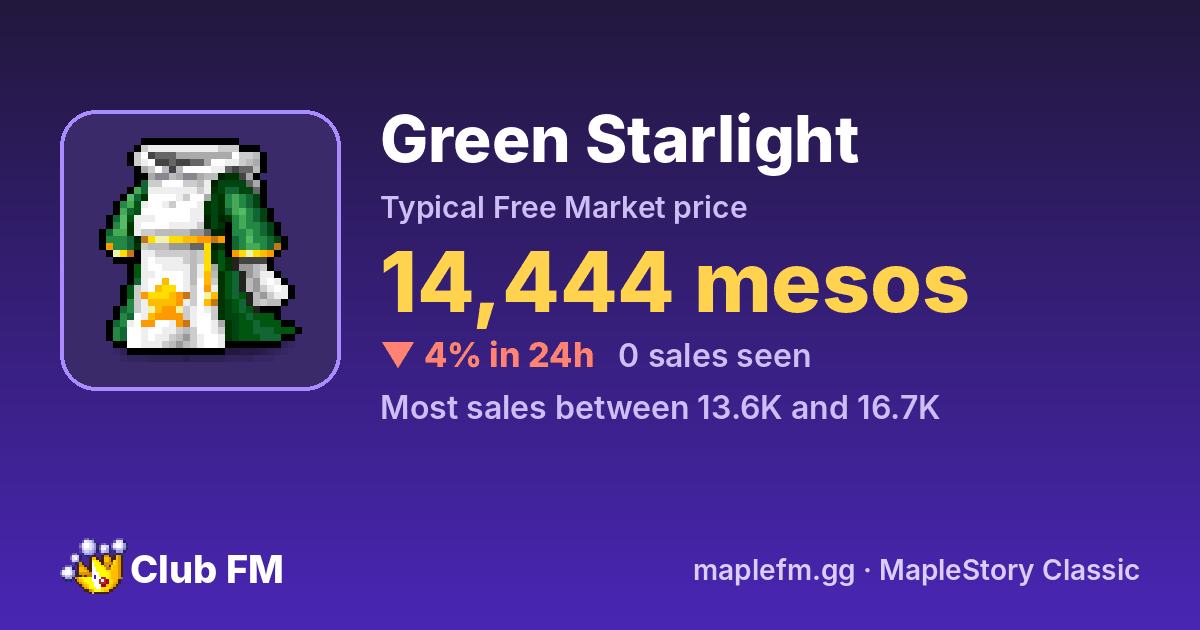 Green Starlight
Typical Free Market price
14,444 mesos
▼ 4% in 24h 0 sales seen
Most sales between 13.6K and 16.7K
Club FM
maplefm.gg · MapleStory Classic